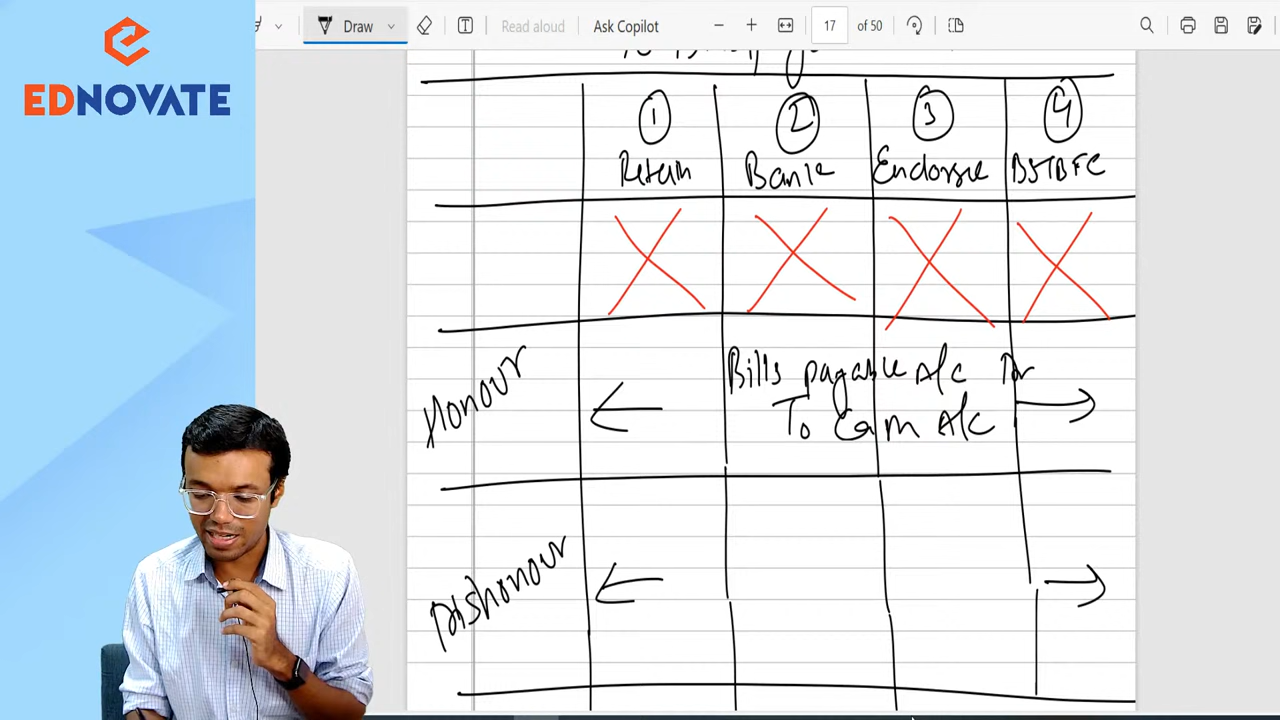 EDNOVATE
Draw
Read aloud
Ask Copilot
17
of 50
1
2
3
4
Retain
Bank
Endorse
BSTBFC
Honour
Bills payable A/c Dr
To Cash A/c
Dishonour